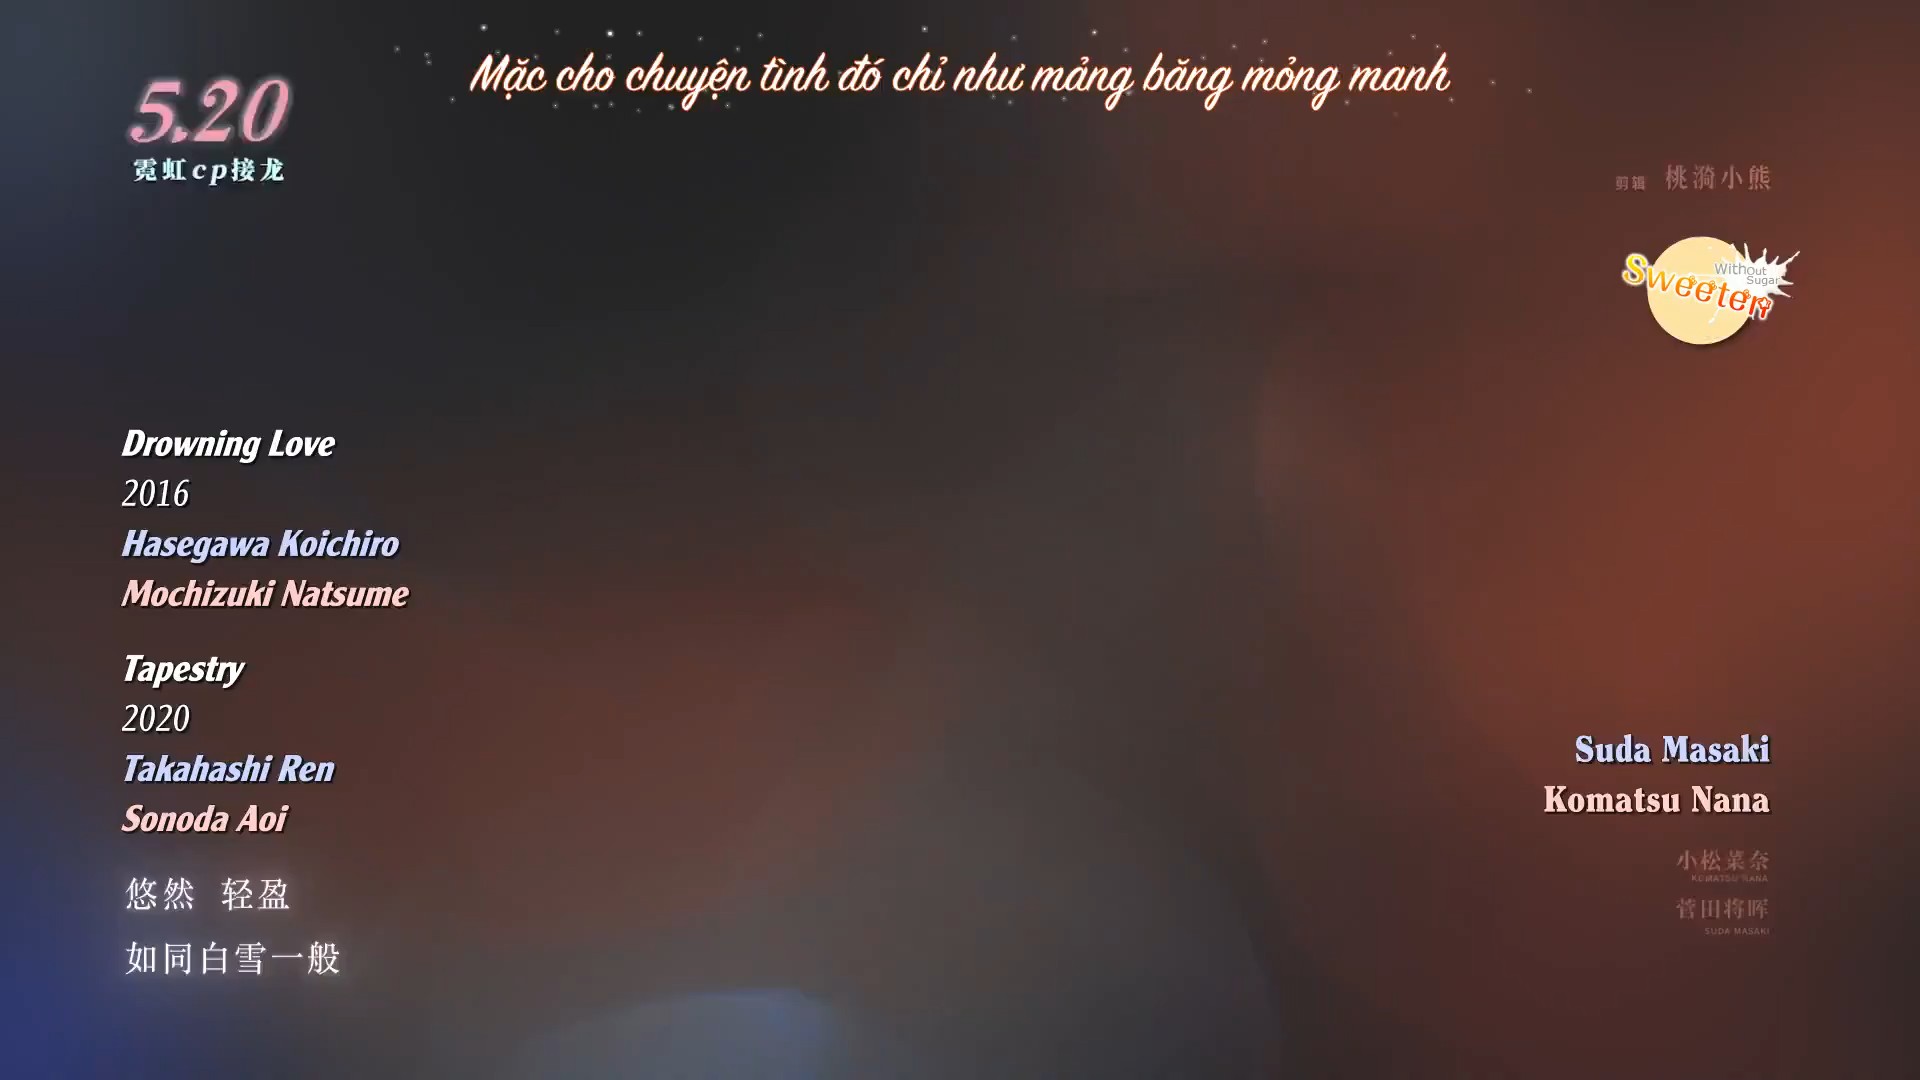 Mặc cho chuyện tình đó chỉ như mảng băng mỏng manh
5.20
霓虹cp接龙
剪辑 桃漪小熊
Without
Sugar
Sweeten
Drowning Love
2016
Hasegawa Koichiro
Mochizuki Natsume
Tapestry
2020
Takahashi Ren
Sonoda Aoi
悠然 轻盈
如同白雪一般
Suda Masaki
Komatsu Nana
小松菜奈
KOMATSU NANA
菅田将晖
SUDA MASAKI